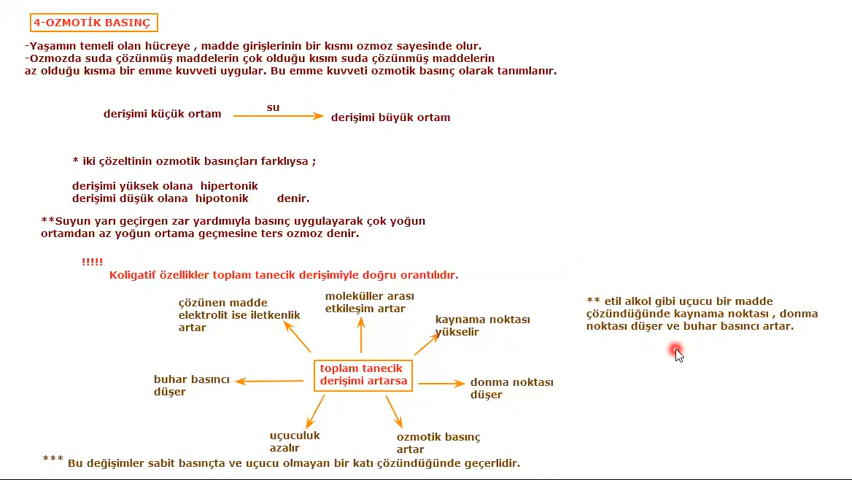 4-OZMOTİK BASINÇ
-Yaşamın temeli olan hücreye , madde girişlerinin bir kısmı ozmoz sayesinde olur.
-Ozmozda suda çözünmüş maddelerin çok olduğu kısım suda çözünmüş maddelerin
az olduğu kısma bir emme kuvveti uygular. Bu emme kuvveti ozmotik basınç olarak tanımlanır.
su
derişimi küçük ortam
derişimi büyük ortam
* iki çözeltinin ozmotik basınçları farklıysa ;
derişimi yüksek olana hipertonik
derişimi düşük olana hipotonik denir.
**Suyun yarı geçirgen zar yardımıyla basınç uygulayarak çok yoğun
ortamdan az yoğun ortama geçmesine ters ozmoz denir.
!!!!!
Koligatif özellikler toplam tanecik derişimiyle doğru orantılıdır.
çözünen madde
elektrolit ise iletkenlik
artar
moleküller arası
etkileşim artar
kaynama noktası
yükselir
** etil alkol gibi uçucu bir madde
çözündüğünde kaynama noktası , donma
noktası düşer ve buhar basıncı artar.
toplam tanecik
derişimi artarsa
buhar basıncı
düşer
donma noktası
düşer
uçuculuk
azalır
ozmotik basınç
artar
*** Bu değişimler sabit basınçta ve uçucu olmayan bir katı çözündüğünde geçerlidir.